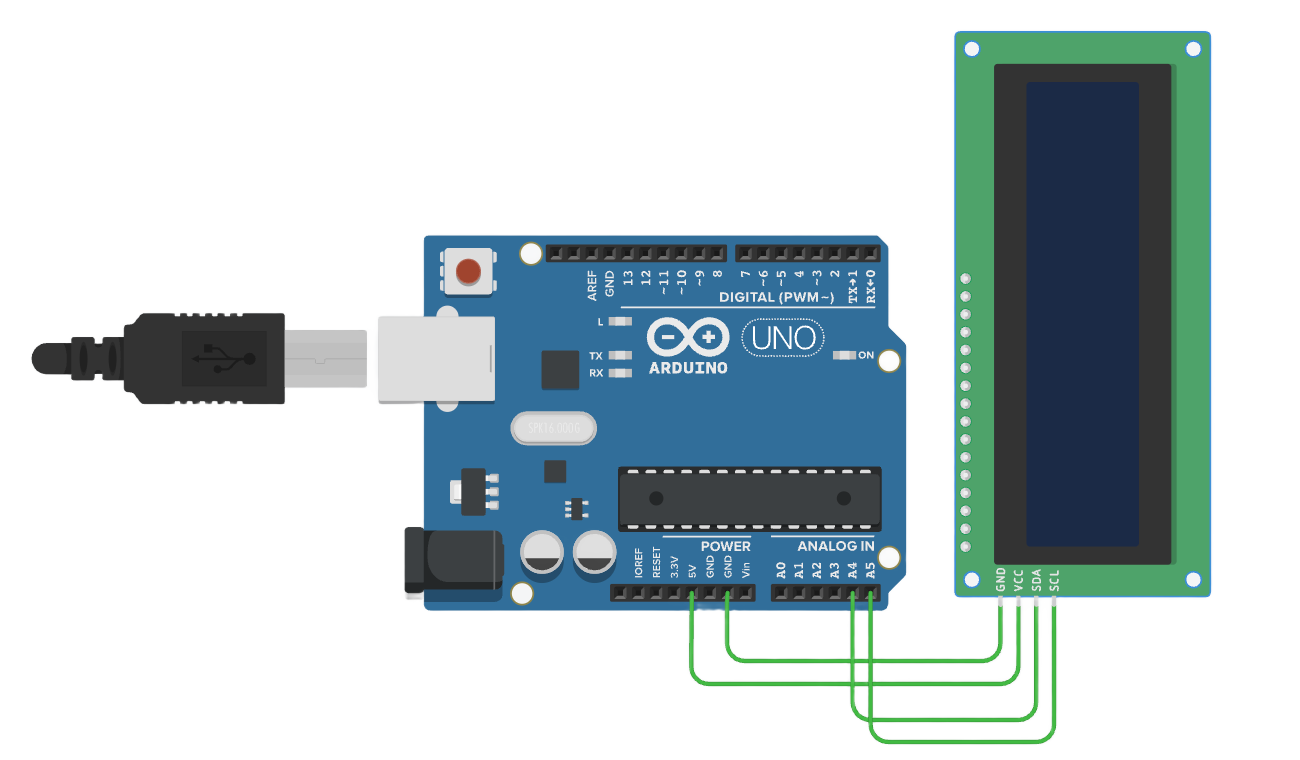 AREF
GND
13
12
~11
~10
~9
8
7
~6
~5
4
~3
2
TX→1
RX←0
DIGITAL (PWM~)
L
TX
RX
ARDUINO
UNO
ON
SPK16.000G
POWER
ANALOG IN
IOREF
RESET
3.3V
5V
GND
GND
Vin
A0
A1
A2
A3
A4
A5
GND
VCC
SDA
SCL